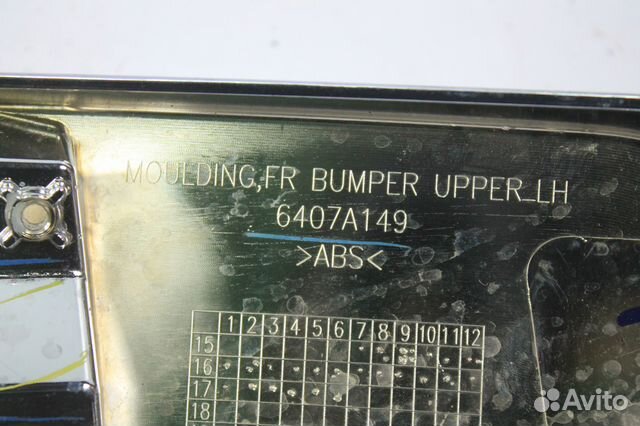 MOULDING,FR BUMPER UPPER_LH
6407A149
>ABS<
1 2 3 4 5 6 7 8 9 10 11 12
15
16
17
18
Avito